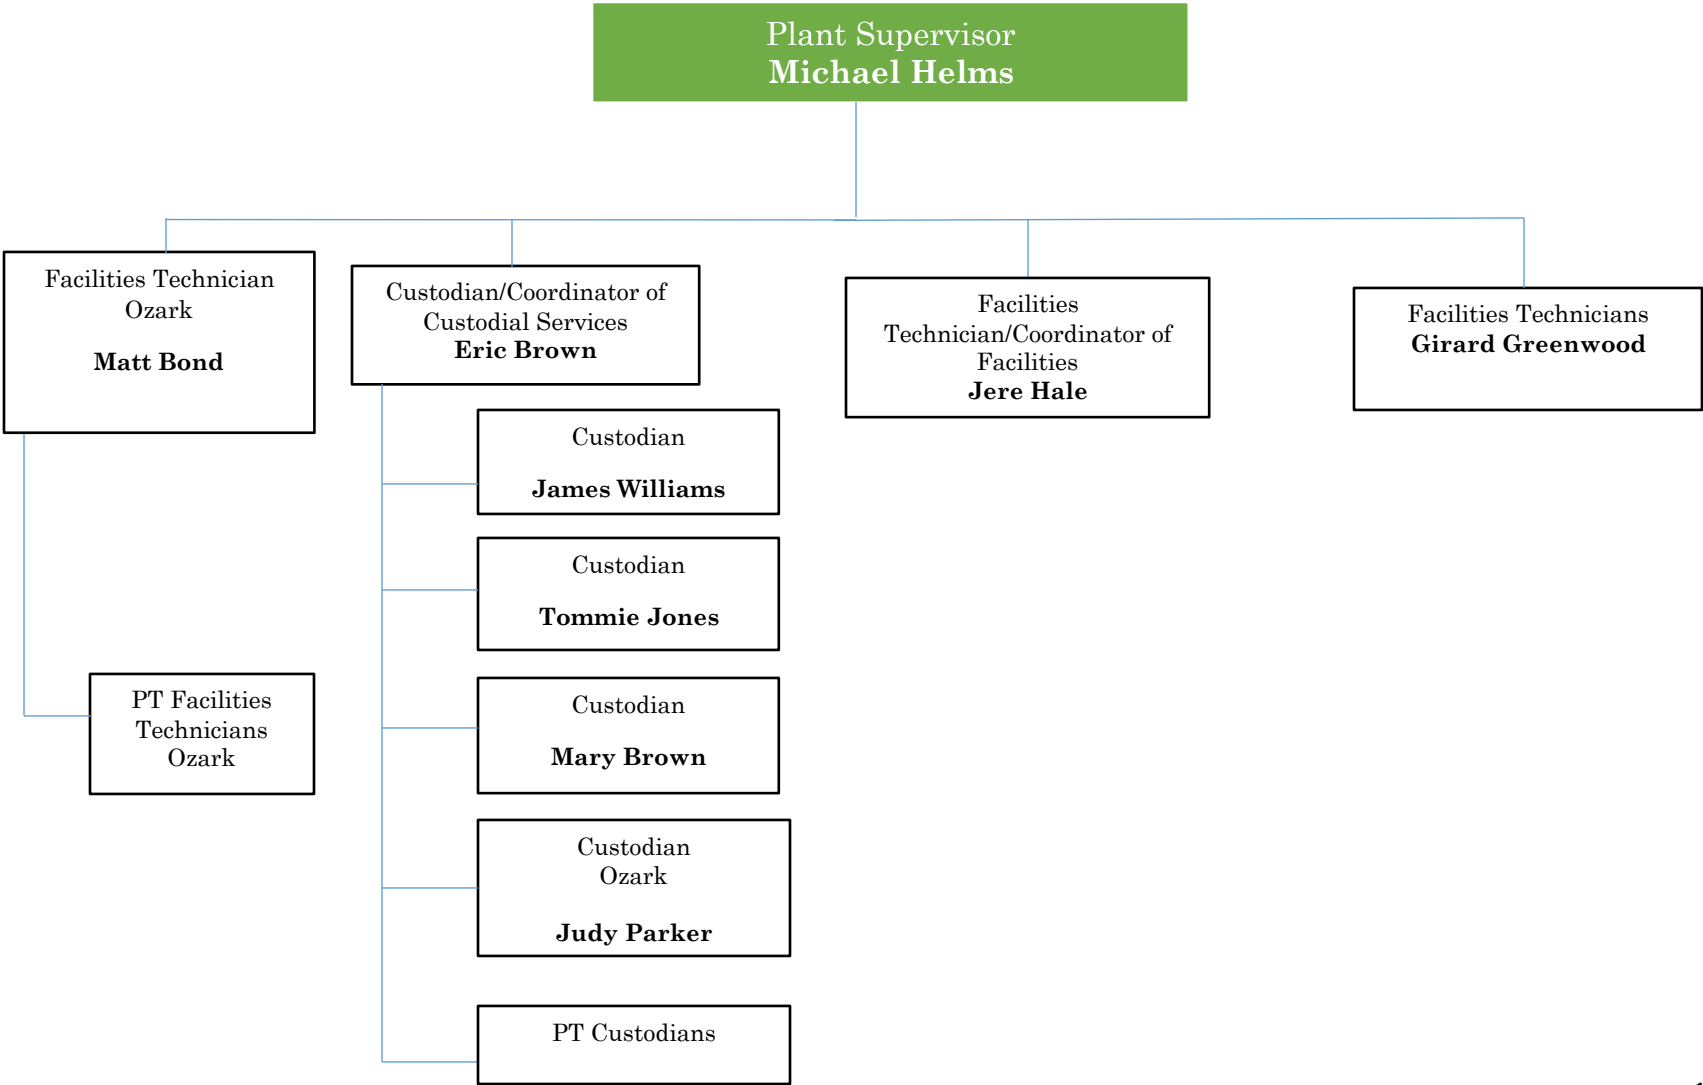 Plant Supervisor
Michael Helms
Facilities Technician
Ozark
Matt Bond
Custodian/Coordinator of
Custodial Services
Eric Brown
Facilities
Technician/Coordinator of
Facilities
Jere Hale
Facilities Technicians
Girard Greenwood
Custodian
James Williams
Custodian
Tommie Jones
PT Facilities
Technicians
Ozark
Custodian
Mary Brown
Custodian
Ozark
Judy Parker
PT Custodians